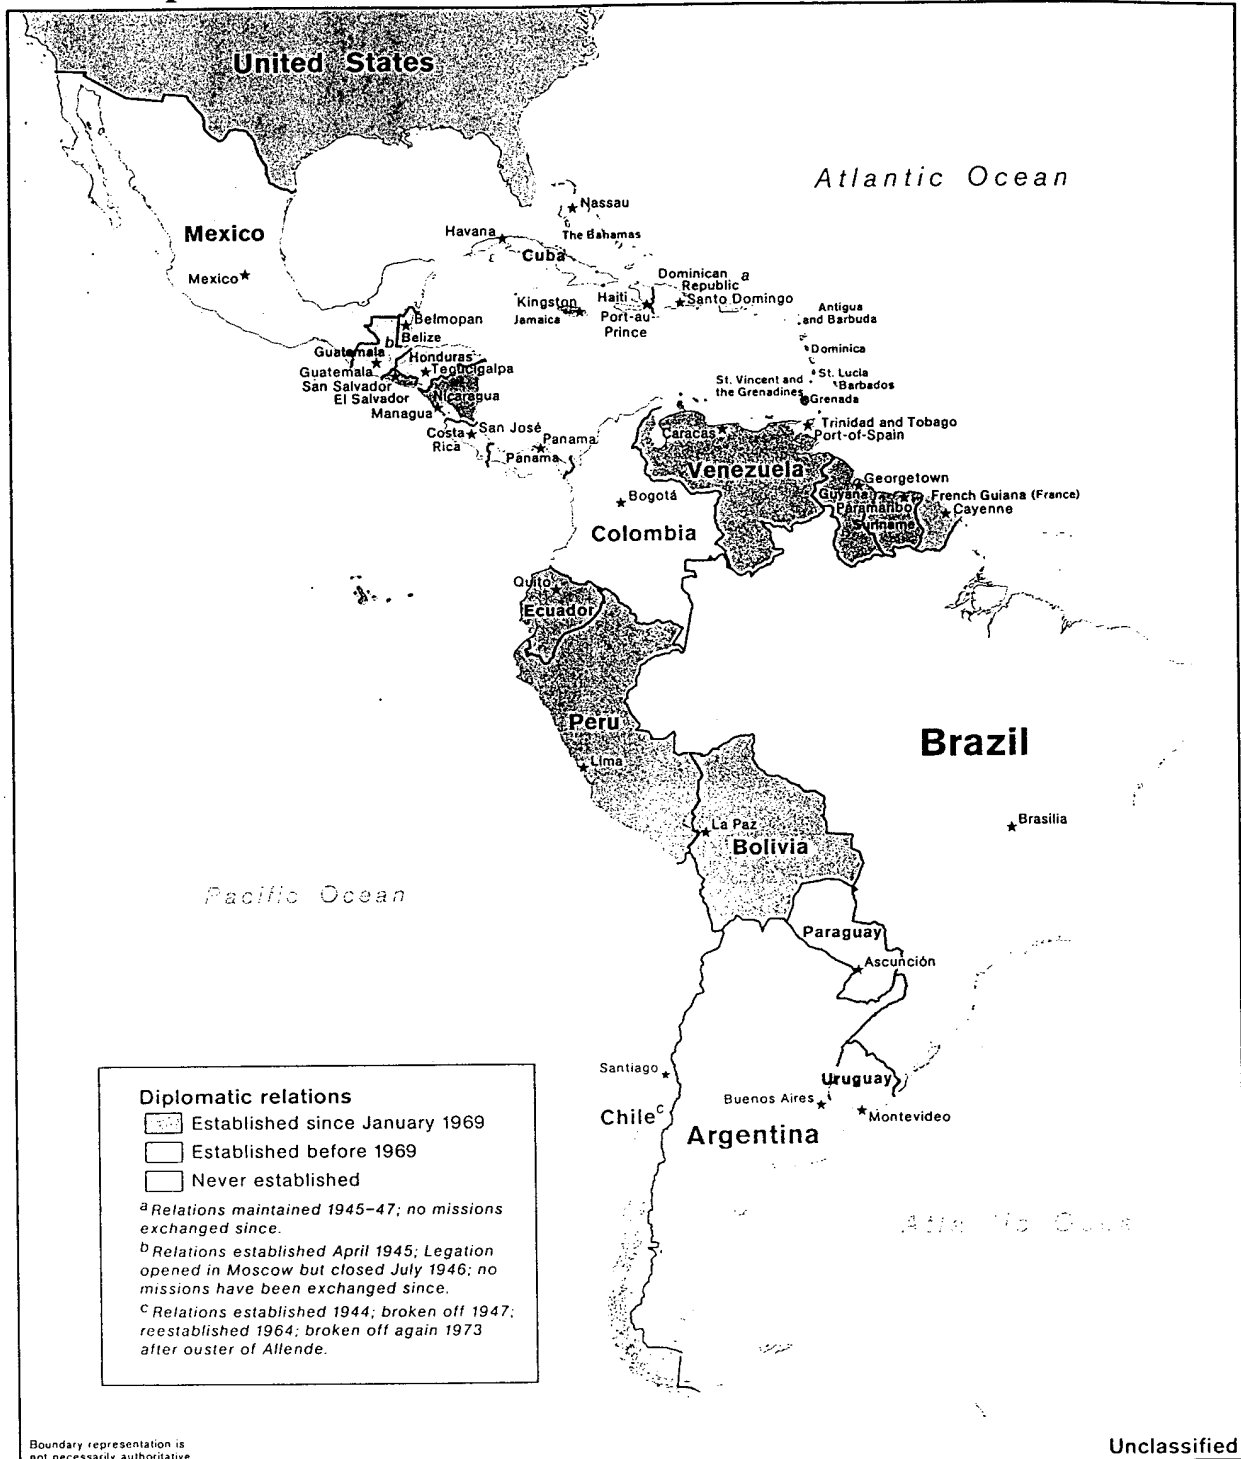 United States
Atlantic Ocean
Nassau
The Bahamas
Mexico
Havana
Cuba
Mexico
Dominican a
Republic
Santo Domingo
Haiti
Port-au-
Prince
Kingston
Jamaica
Antigua
and Barbuda
Belmopan
Belize
b
Guatemala
Guatemala
Honduras
Tegucigalpa
San Salvador
El Salvador
Nicaragua
Managua
Dominica
St. Lucia
Barbados
St. Vincent and
the Grenadines
Grenada
Costa
Rica
San José
Panama
Panama
Caracas
Trinidad and Tobago
Port-of-Spain
Venezuela
Georgetown
Guyana
Paramaribo
Suriname
French Guiana (France)
Cayenne
Bogotá
Colombia
Quito
Ecuador
Peru
Lima
Brazil
Brasilia
La Paz
Bolivia
Pacific Ocean
Paraguay
Ascunción
Santiago
Chile c
Uruguay
Buenos Aires
Montevideo
Argentina
Diplomatic relations
Established since January 1969
Established before 1969
Never established
a Relations maintained 1945–47; no missions
exchanged since.
b Relations established April 1945; Legation
opened in Moscow but closed July 1946; no
missions have been exchanged since.
c Relations established 1944; broken off 1947;
reestablished 1964; broken off again 1973
after ouster of Allende.
Boundary representation is
not necessarily authoritative
Unclassified